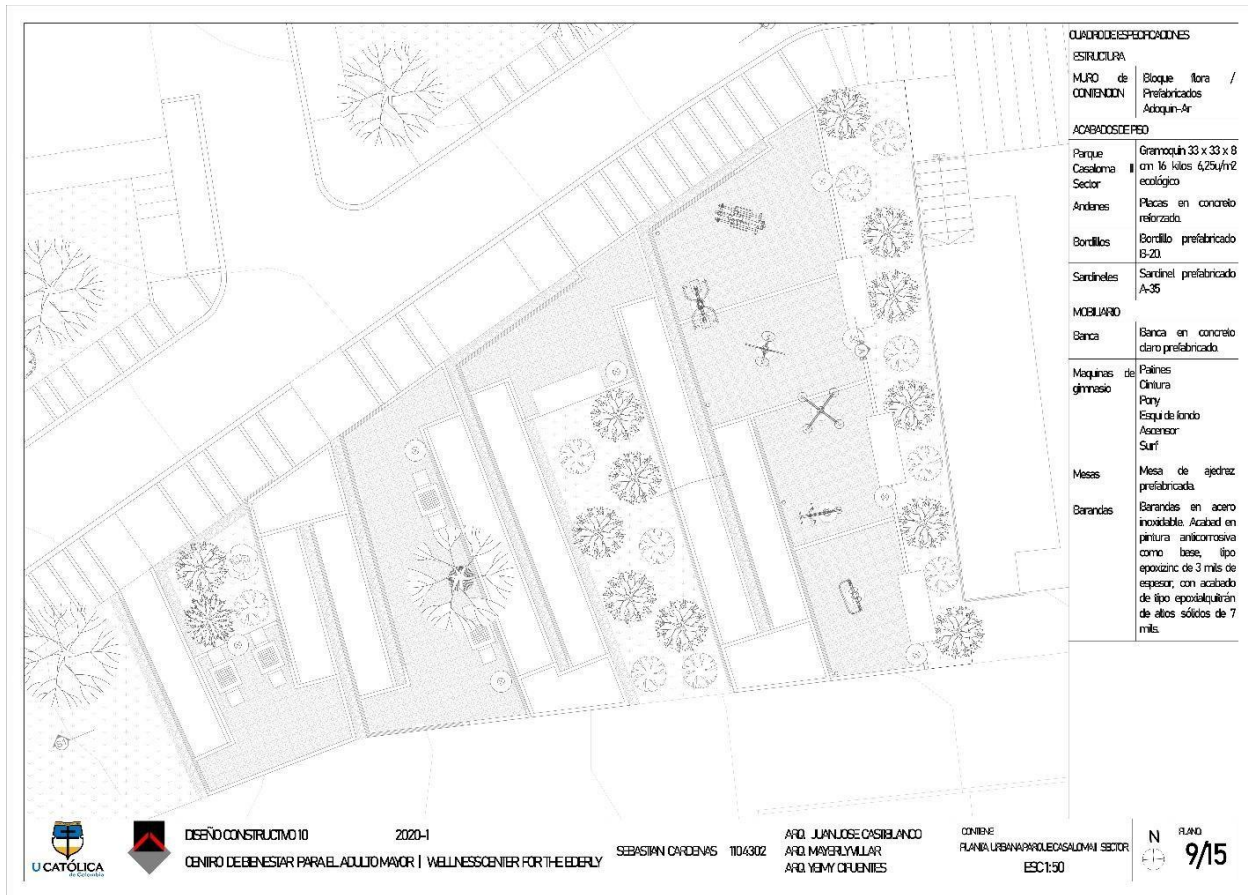 CUADRO DE ESPECIFICACIONES
ESTRUCTURA
MURO de CONTENCION
Bloque flora /
Prefabricados
Adoquin-Ar
ACABADOS DE PISO
Parque
Casaloma II
Sector
Gramoquin 33 x 33 x 8
cm 16 kilos 6,25u/m2
ecológico
Andenes
Placas en concreto
reforzado.
Bordillos
Bordillo prefabricado
B-20.
Sardineles
Sardinel prefabricado
A-35
MOBILIARIO
Banca
Banca en concreto
claro prefabricado.
Maquinas de
gimnasio
Patines
Cintura
Pony
Esquí de fondo
Ascensor
Surf
Mesas
Mesa de ajedrez
prefabricada.
Barandas
Barandas en acero
inoxidable. Acabad en
pintura anticorrosiva
como base, tipo
epoxizinc de 3 mils de
espesor, con acabado
de tipo epoxialquitrán
de altos sólidos de 7
mils.
UCATÓLICA
de Colombia
DISEÑO CONSTRUCTIVO 10 2020-1
CENTRO DE BIENESTAR PARA EL ADULTO MAYOR | WELLNESS CENTER FOR THE EDERLY
SEBASTIAN CARDENAS 1104302
ARQ. JUAN JOSE CASTIBLANCO
ARQ. MAYERLY VILLAR
ARQ. YEIMY CIFUENTES
CONTIENE
PLANTA URBANA PARQUE CASALOMA II SECTOR
ESC 1:50
N
PLANO
9/15